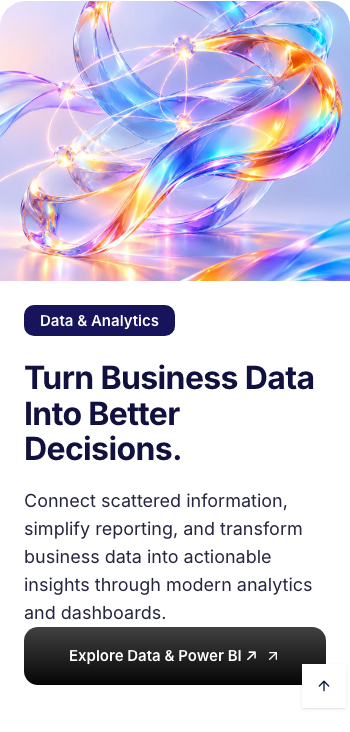 Data & Analytics
Turn Business Data
Into Better
Decisions.
Connect scattered information,
simplify reporting, and transform
business data into actionable
insights through modern analytics
and dashboards.
Explore Data & Power BI ↗ ↗